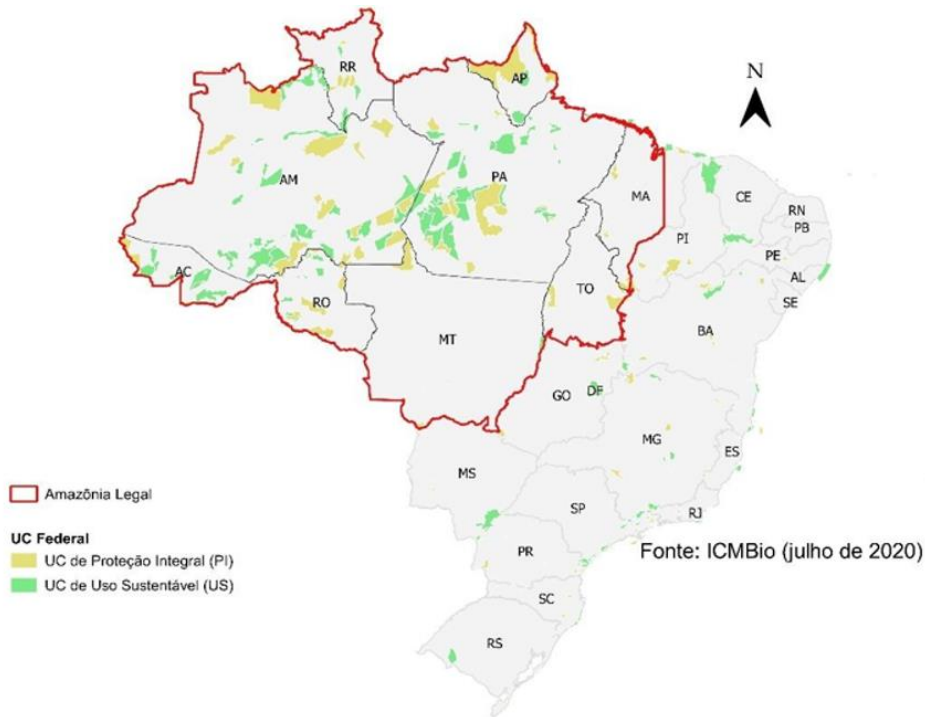 RR
AP
N
AM
PA
MA
CE
RN
PB
PI
PE
AL
SE
AC
RO
TO
BA
MT
GO
DF
MG
ES
MS
SP
RJ
PR
SC
RS
Amazônia Legal
UC Federal
UC de Proteção Integral (PI)
UC de Uso Sustentável (US)
Fonte: ICMBio (julho de 2020)